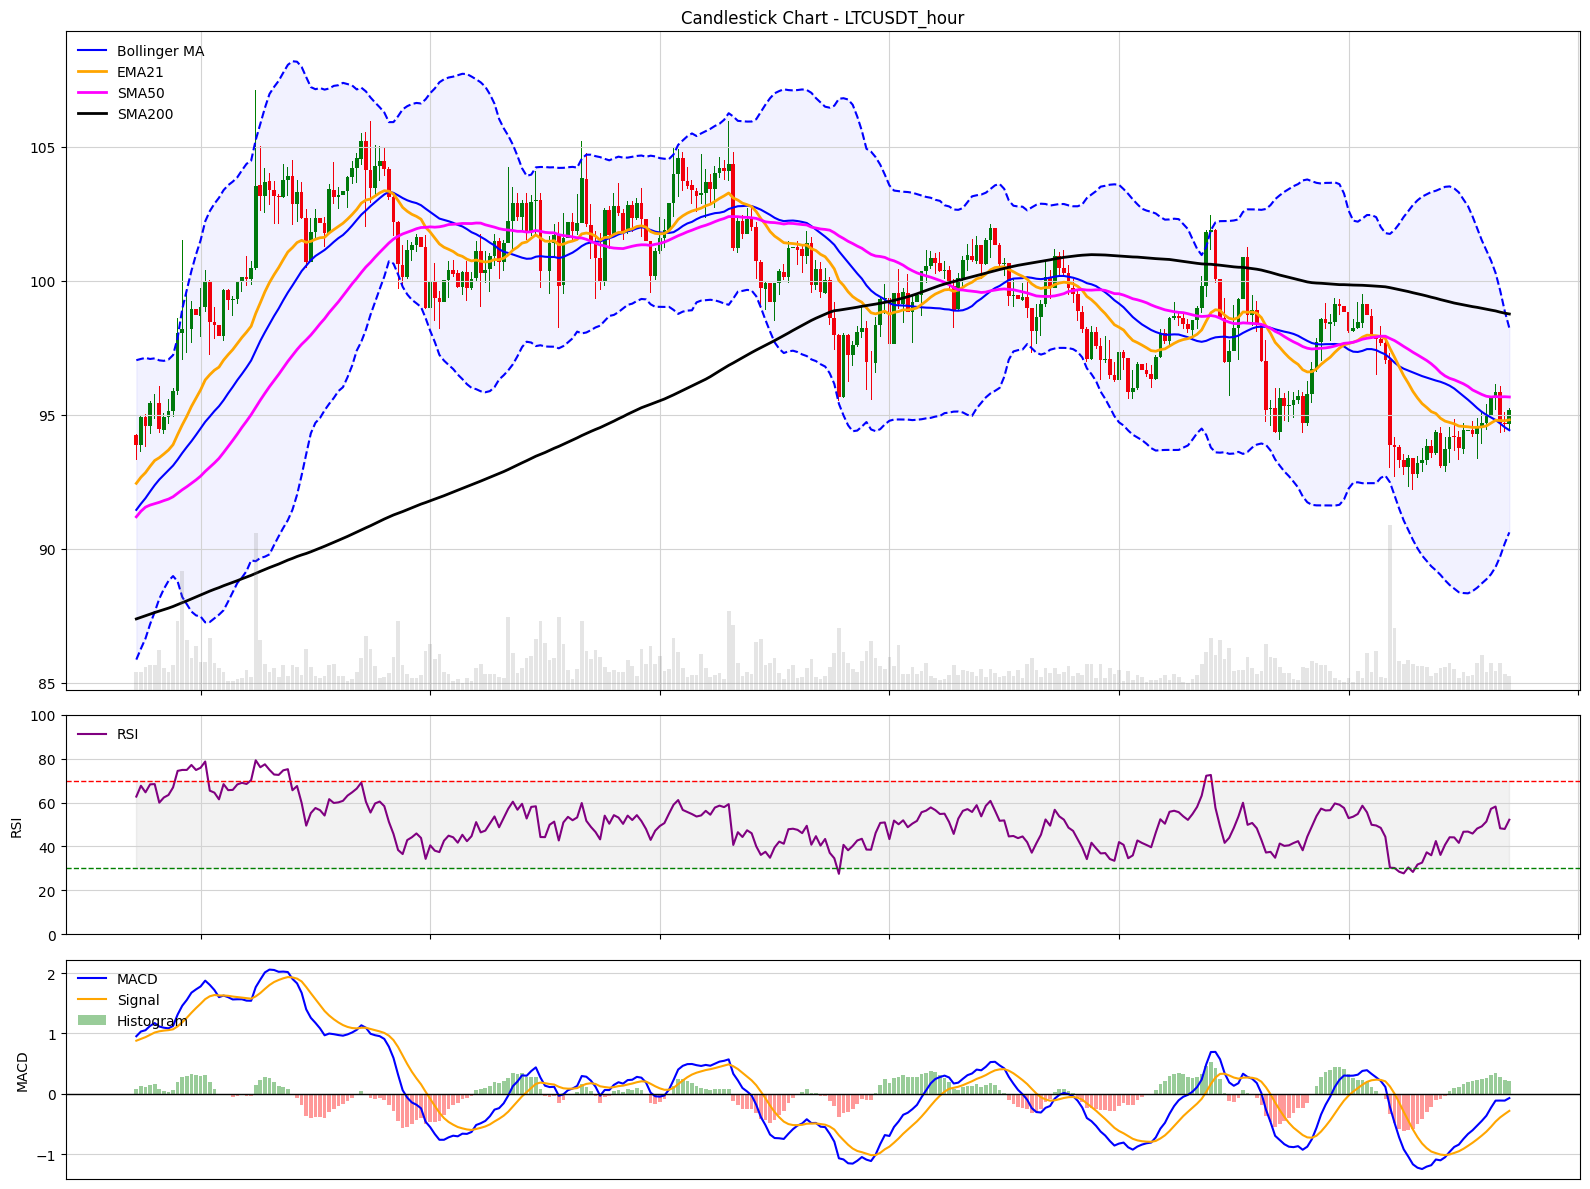 Candlestick Chart - LTCUSDT_hour
Bollinger MA
EMA21
SMA50
SMA200
105
100
95
90
85
RSI
100
80
60
40
20
0
RSI
MACD
Signal
Histogram
2
1
0
−1
MACD